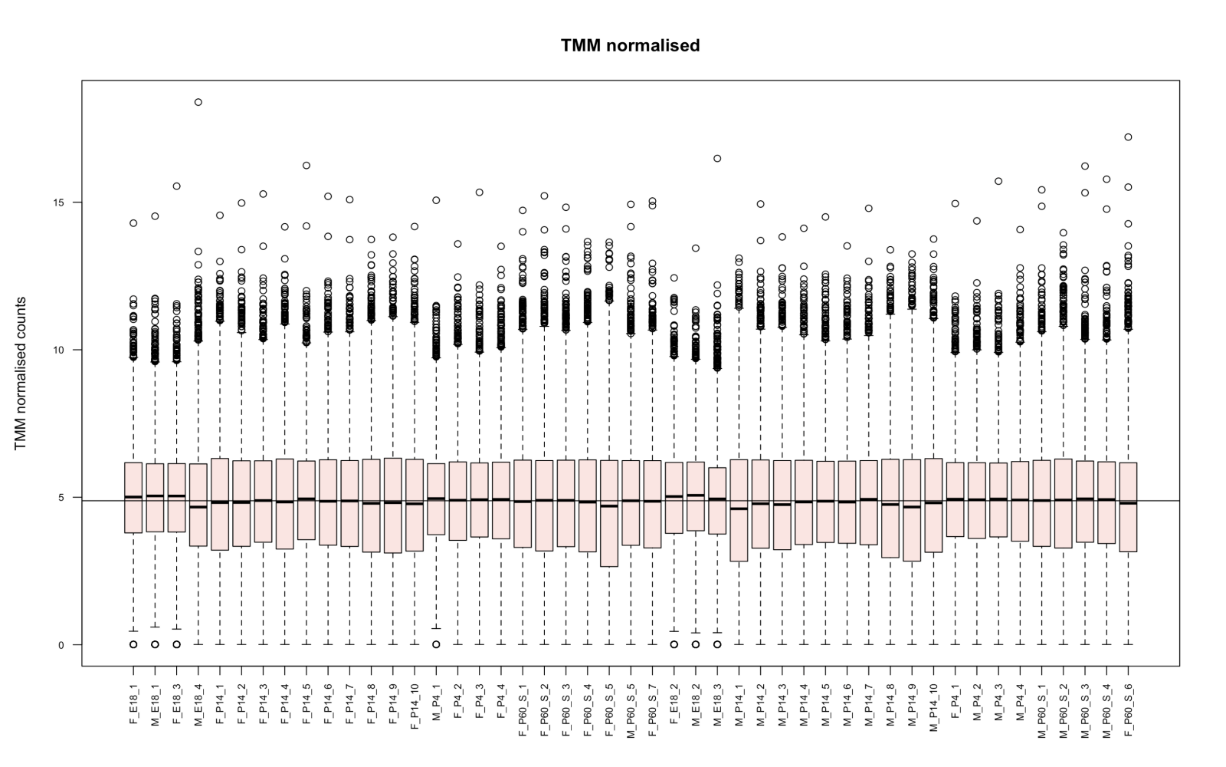 TMM normalised
TMM normalised counts
15
10
5
0
F_E18_1
M_E18_1
F_E18_3
M_E18_4
F_P14_1
F_P14_2
F_P14_3
F_P14_4
F_P14_5
F_P14_6
F_P14_7
F_P14_8
F_P14_9
F_P14_10
M_P4_1
F_P4_2
F_P4_3
F_P4_4
F_P60_S_1
F_P60_S_2
F_P60_S_3
F_P60_S_4
F_P60_S_5
M_P60_S_5
F_P60_S_7
F_E18_2
M_E18_2
M_E18_3
M_P14_1
M_P14_2
M_P14_3
M_P14_4
M_P14_5
M_P14_6
M_P14_7
M_P14_8
M_P14_9
M_P14_10
F_P4_1
M_P4_2
M_P4_3
M_P4_4
M_P60_S_1
M_P60_S_2
M_P60_S_3
M_P60_S_4
F_P60_S_6